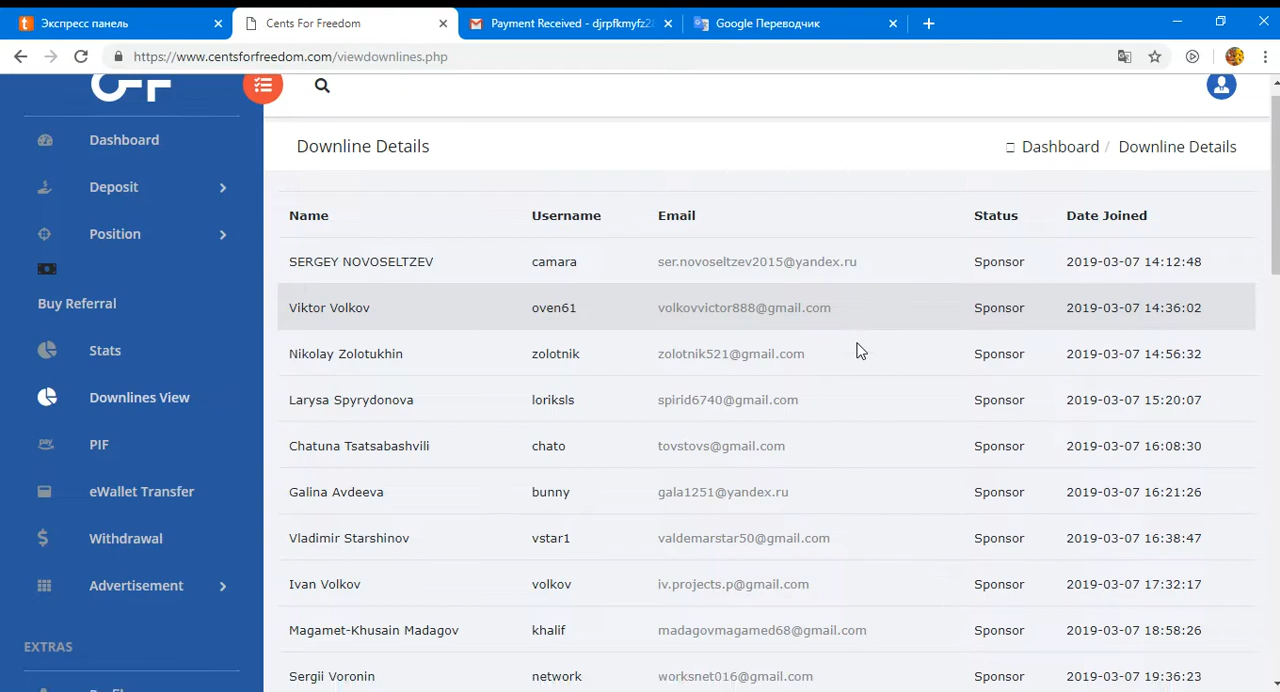 Экспресс панель
Cents For Freedom
Payment Received - djrpfkmyfz2
Google Переводчик
https://www.centsforfreedom.com/viewdownlines.php
CFF
Dashboard
Deposit
Position
Buy Referral
Stats
Downlines View
PIF
eWallet Transfer
Withdrawal
Advertisement
EXTRAS
Downline Details
Dashboard / Downline Details
Name Username Email Status Date Joined
SERGEY NOVOSELTZEV camara ser.novoseltzev2015@yandex.ru Sponsor 2019-03-07 14:12:48
Viktor Volkov oven61 volkovvictor888@gmail.com Sponsor 2019-03-07 14:36:02
Nikolay Zolotukhin zolotnik zolotnik521@gmail.com Sponsor 2019-03-07 14:56:32
Larysa Spyrydonova loriksls spirid6740@gmail.com Sponsor 2019-03-07 15:20:07
Chatuna Tsatsabashvili chato tovstovs@gmail.com Sponsor 2019-03-07 16:08:30
Galina Avdeeva bunny gala1251@yandex.ru Sponsor 2019-03-07 16:21:26
Vladimir Starshinov vstar1 valdemarstar50@gmail.com Sponsor 2019-03-07 16:38:47
Ivan Volkov volkov iv.projects.p@gmail.com Sponsor 2019-03-07 17:32:17
Magamet-Khusain Madagov khalif madagovmagamed68@gmail.com Sponsor 2019-03-07 18:58:26
Sergii Voronin network worksnet016@gmail.com Sponsor 2019-03-07 19:36:23